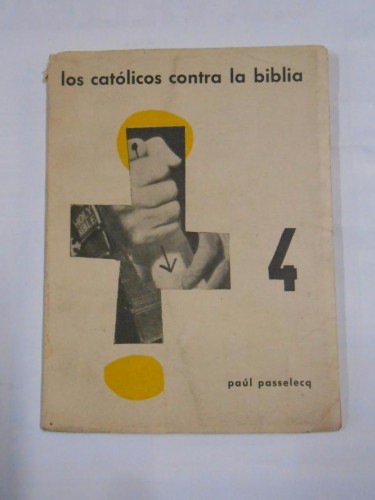 los católicos contra la biblia
4
paúl passelecq